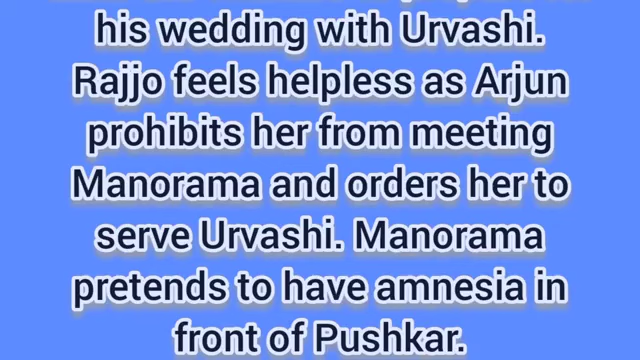 his wedding with Urvashi.
Rajjo feels helpless as Arjun
prohibits her from meeting
Manorama and orders her to
serve Urvashi. Manorama
pretends to have amnesia in
front of Pushkar.